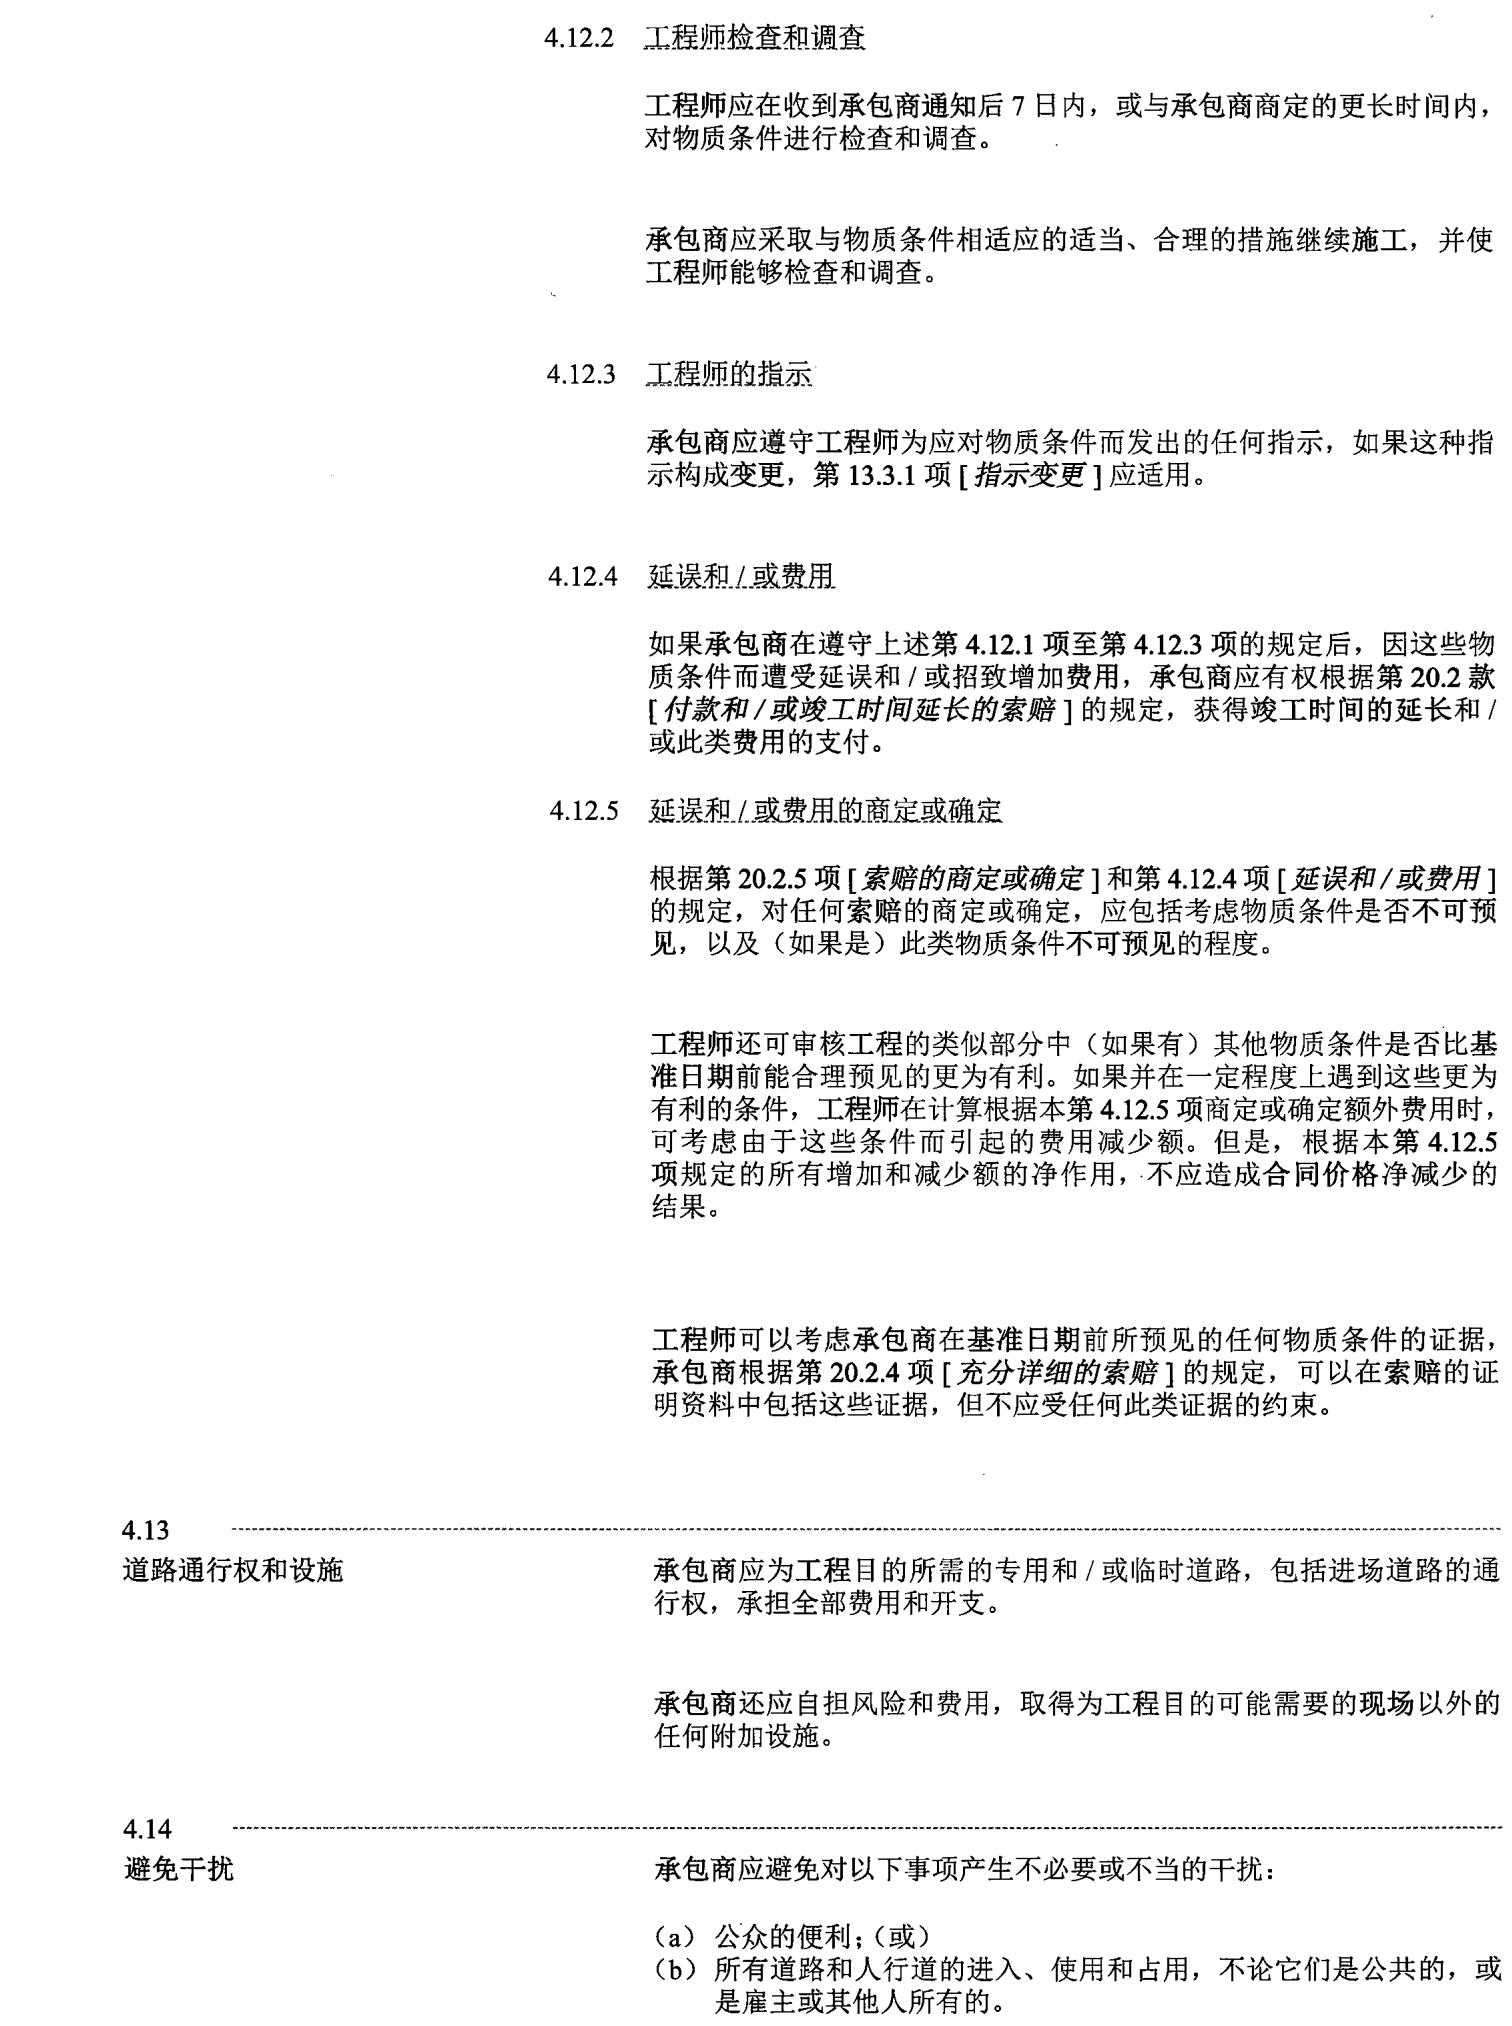 4.12.2 工程师检查和调查
工程师应在收到承包商通知后 7 日内，或与承包商商定的更长时间内，
对物质条件进行检查和调查。
承包商应采取与物质条件相适应的适当、合理的措施继续施工，并使
工程师能够检查和调查。
4.12.3 工程师的指示
承包商应遵守工程师为应对物质条件而发出的任何指示，如果这种指
示构成变更，第 13.3.1 项 [ 指示变更 ] 应适用。
4.12.4 延误和 / 或费用
如果承包商在遵守上述第 4.12.1 项至第 4.12.3 项的规定后，因这些物
质条件而遭受延误和 / 或招致增加费用，承包商应有权根据第 20.2 款
[ 付款和 / 或竣工时间延长的索赔 ] 的规定，获得竣工时间的延长和 /
或此类费用的支付。
4.12.5 延误和 / 或费用的商定或确定
根据第 20.2.5 项 [ 索赔的商定或确定 ] 和第 4.12.4 项 [ 延误和 / 或费用 ]
的规定，对任何索赔的商定或确定，应包括考虑物质条件是否不可预
见，以及（如果是）此类物质条件不可预见的程度。
工程师还可审核工程的类似部分中（如果有）其他物质条件是否比基
准日期前能合理预见的更为有利。如果并在一定程度上遇到这些更为
有利的条件，工程师在计算根据本第 4.12.5 项商定或确定额外费用时，
可考虑由于这些条件而引起的费用减少额。但是，根据本第 4.12.5
项规定的所有增加和减少额的净作用，不应造成合同价格净减少的
结果。
工程师可以考虑承包商在基准日期前所预见的任何物质条件的证据，
承包商根据第 20.2.4 项 [ 充分详细的索赔 ] 的规定，可以在索赔的证
明资料中包括这些证据，但不应受任何此类证据的约束。
4.13
道路通行权和设施
承包商应为工程目的所需的专用和 / 或临时道路，包括进场道路的通
行权，承担全部费用和开支。
承包商还应自担风险和费用，取得为工程目的可能需要的现场以外的
任何附加设施。
4.14
避免干扰
承包商应避免对以下事项产生不必要或不当的干扰：
（a） 公众的便利；（或）
（b） 所有道路和人行道的进入、使用和占用，不论它们是公共的，或
是雇主或其他人所有的。